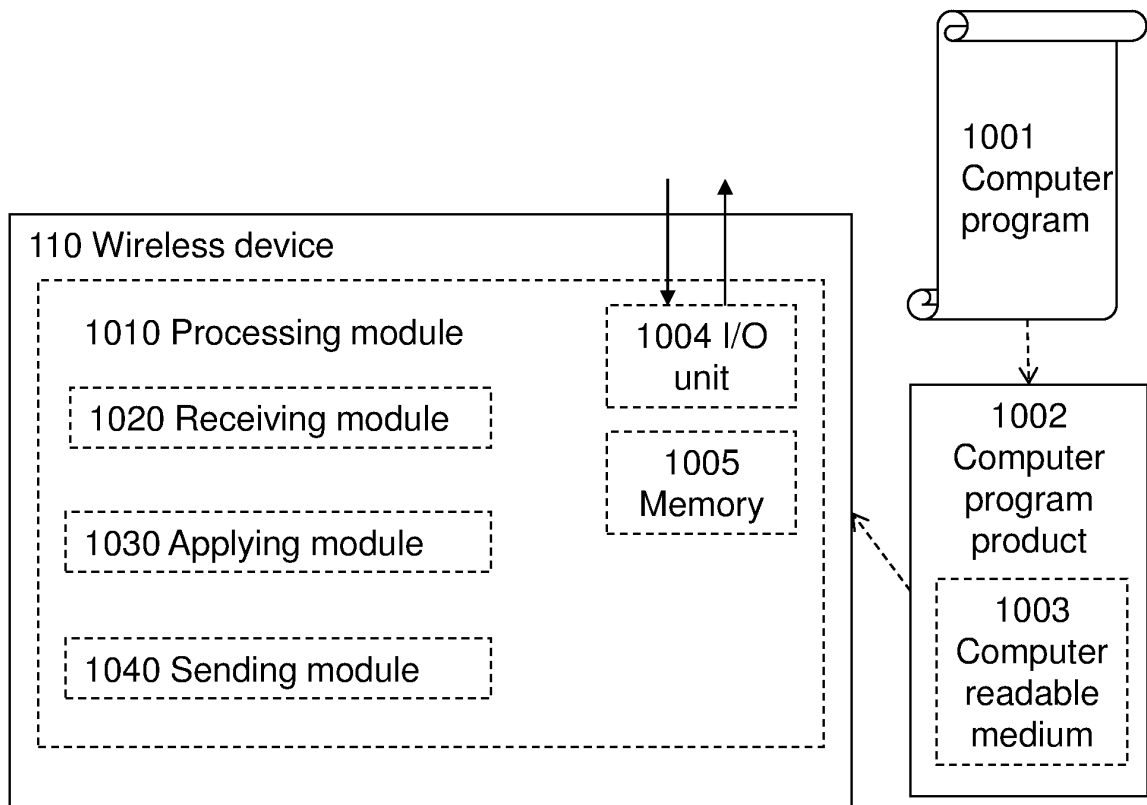 1001
Computer
program
110 Wireless device
1010 Processing module
1004 I/O
unit
1020 Receiving module
1005
Memory
1030 Applying module
1040 Sending module
1002
Computer
program
product
1003
Computer
readable
medium